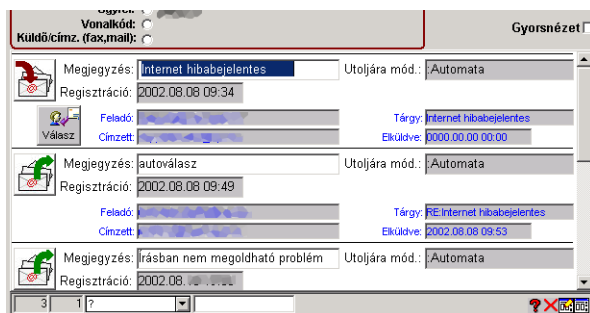 Ügyfél:
Vonalkód:
Küldő/címz. (fax,mail):
Gyorsnézet
Megjegyzés: Internet hibabejelentes Utoljára mód.: :Automata
Regisztráció: 2002.08.08 09:34
Válasz
Feladó: Tárgy: Internet hibabejelentes
Címzett: Elküldve: 0000.00.00 00:00
Megjegyzés: autoválasz Utoljára mód.: :Automata
Regisztráció: 2002.08.08 09:49
Feladó: Tárgy: RE:Internet hibabejelentes
Címzett: Elküldve: 2002.08.08 09:53
Megjegyzés: Írásban nem megoldható problém Utoljára mód.: :Automata
Regisztráció: 2002.08.
3 1 ?